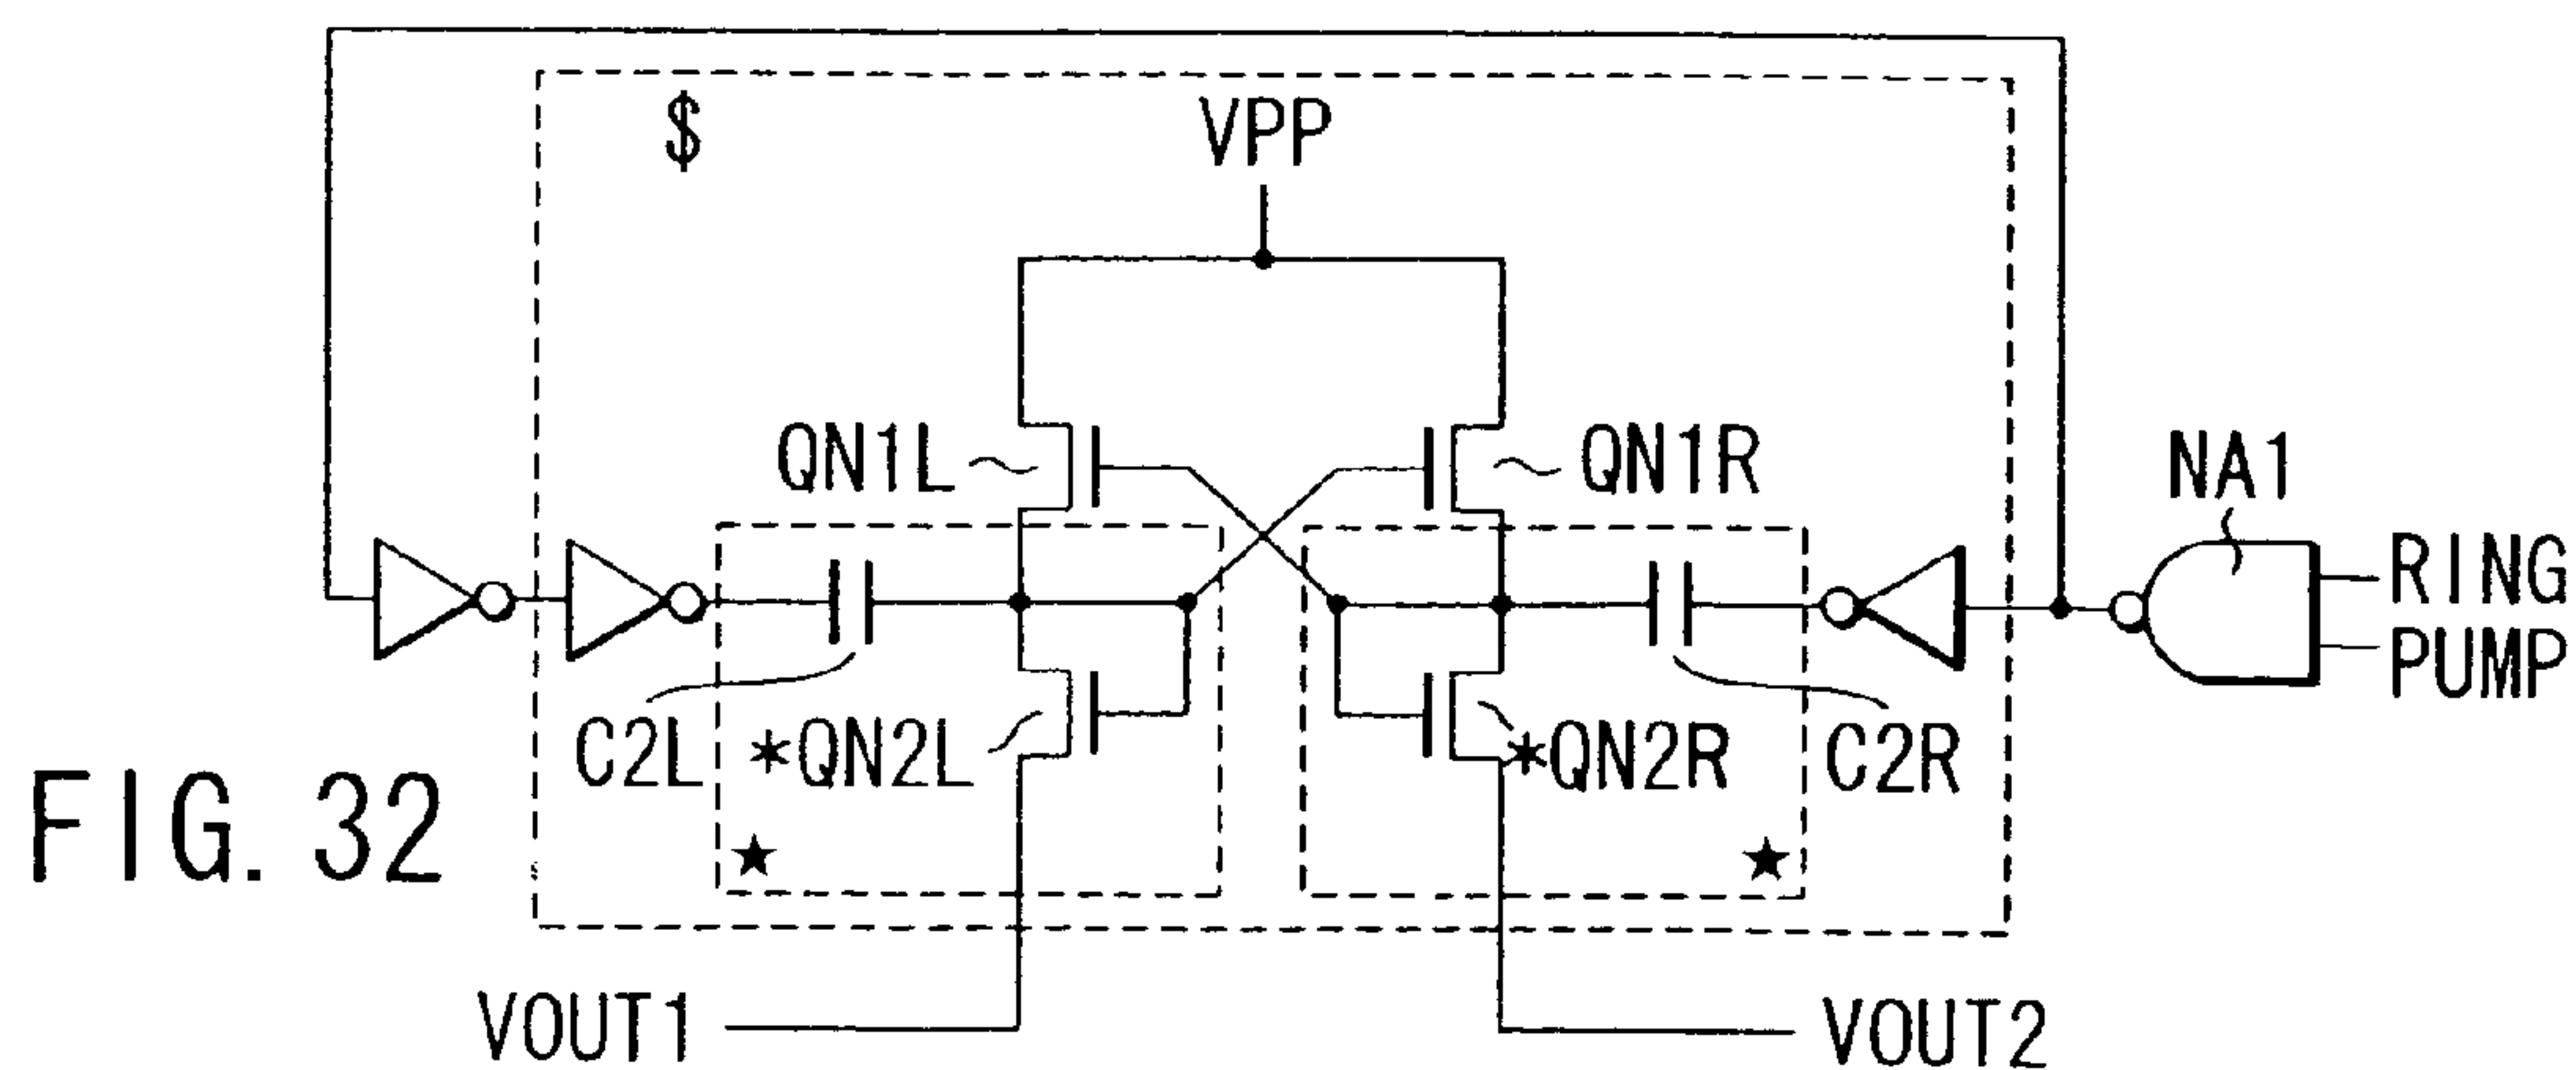 $
VPP
QN1L
QN1R
NA1
RING
PUMP
C2L
*QN2L
*QN2R
C2R
★
★
FIG. 32
VOUT1
VOUT2